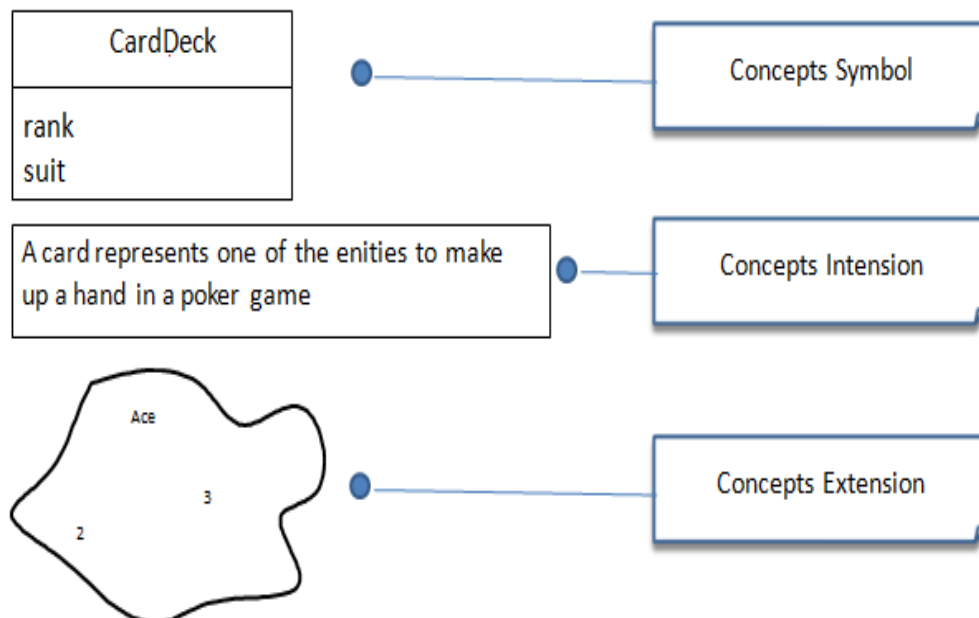 CardDeck
Concepts Symbol
rank
suit
A card represents one of the enities to make
up a hand in a poker game
Concepts Intension
Ace
3
2
Concepts Extension